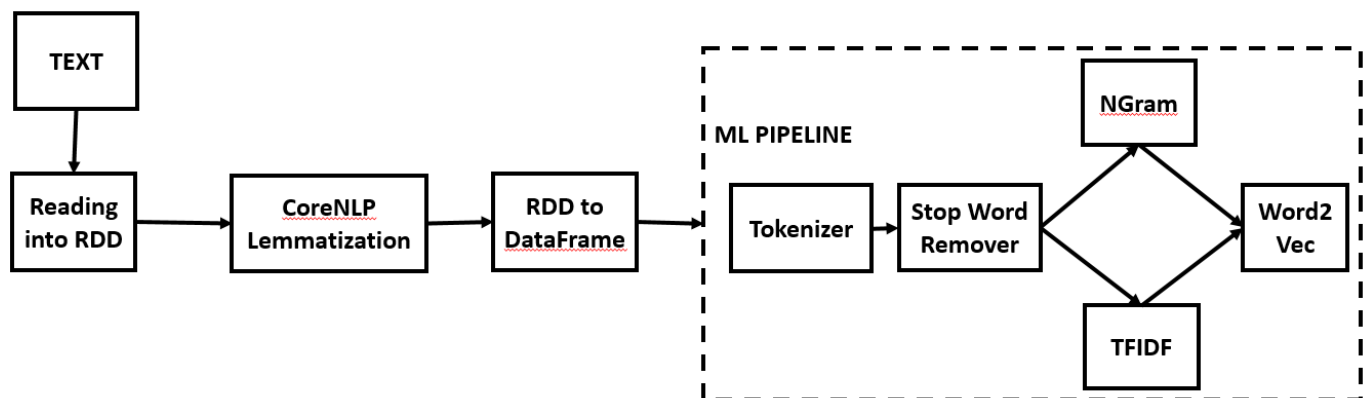 TEXT
Reading
into RDD
CoreNLP
Lemmatization
RDD to
DataFrame
ML PIPELINE
Tokenizer
Stop Word
Remover
NGram
TFIDF
Word2
Vec